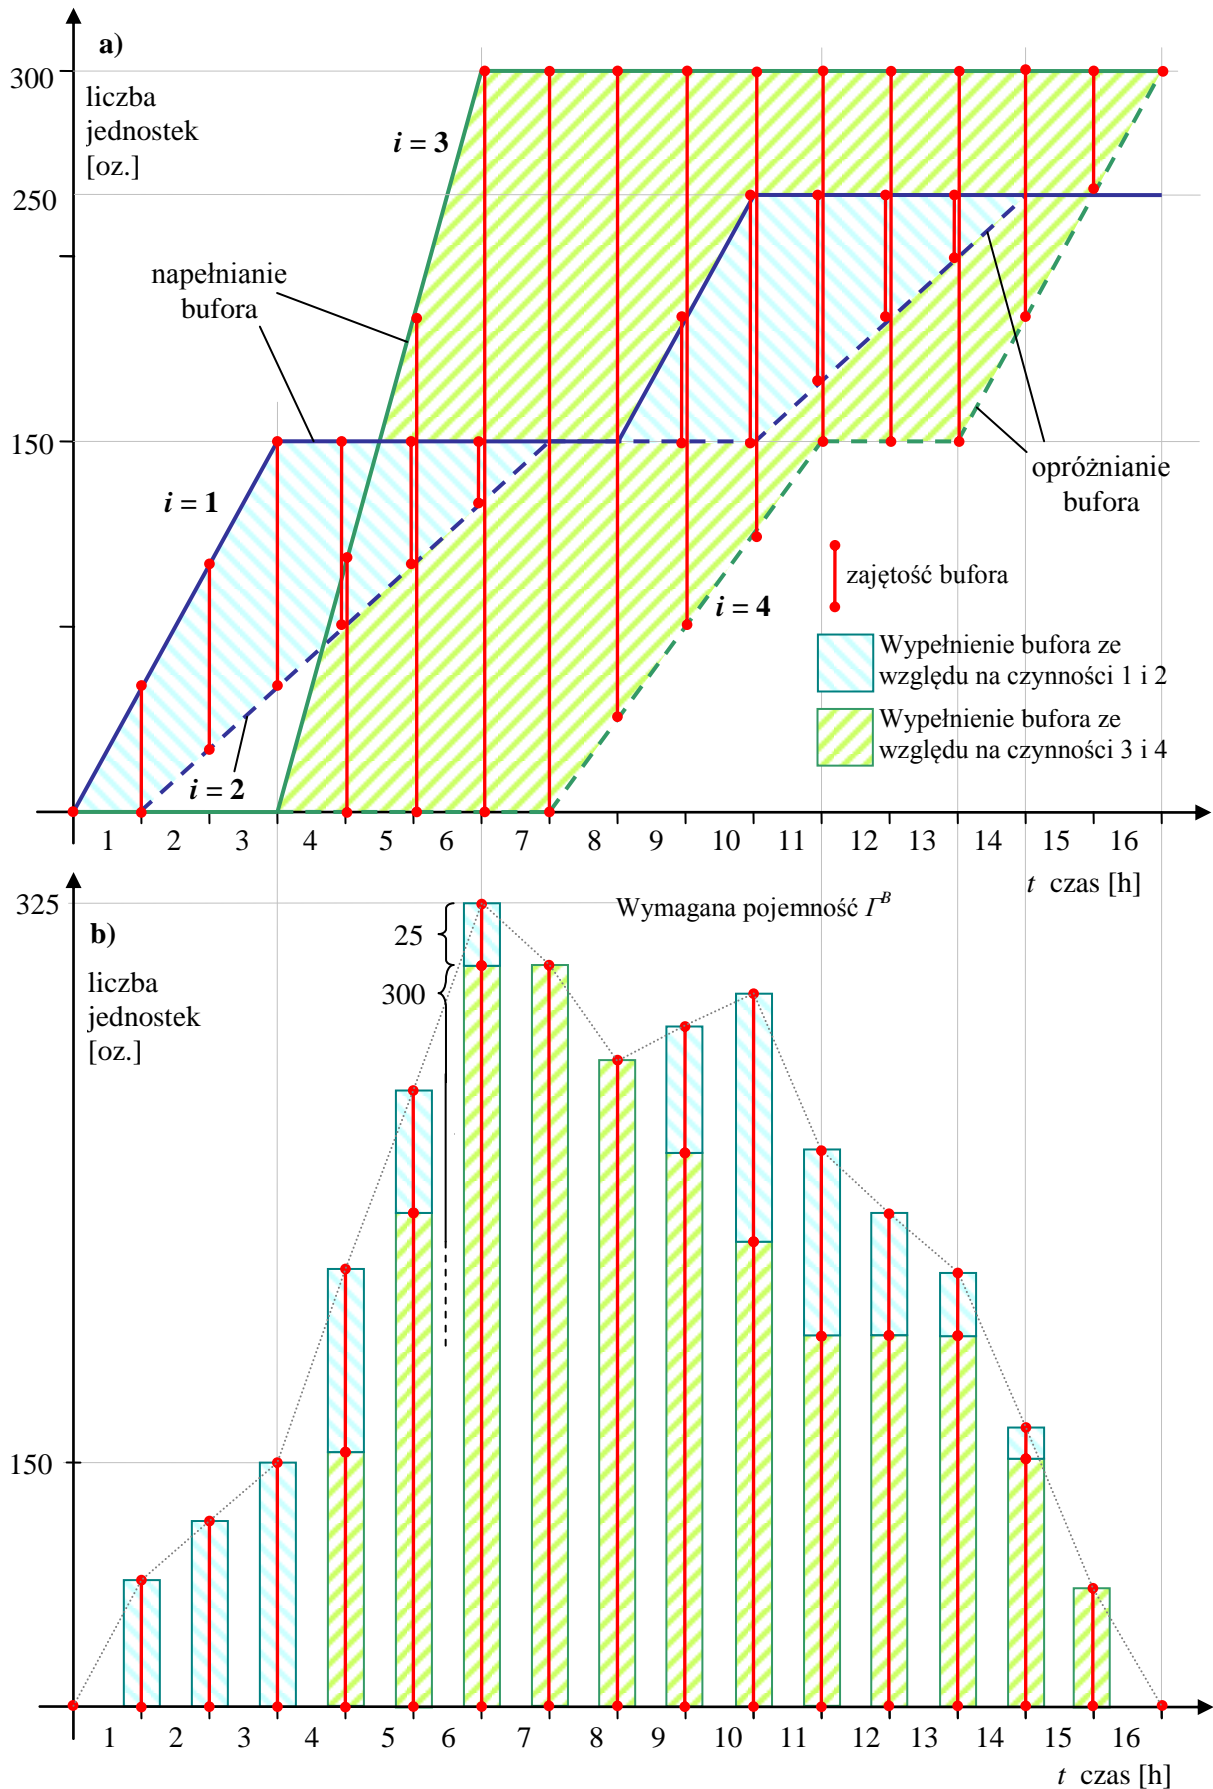 a)
300
liczba
jednostek
[oz.]
i = 3
250
napełnianie
bufora
150
i = 1
opróżnianie
bufora
zajętość bufora
i = 4
Wypełnienie bufora ze
względu na czynności 1 i 2
Wypełnienie bufora ze
względu na czynności 3 i 4
i = 2
1 2 3 4 5 6 7 8 9 10 11 12 13 14 15 16
t czas [h]
325
Wymagana pojemność Γᴮ
b)
25
liczba
jednostek
[oz.]
300
150
1 2 3 4 5 6 7 8 9 10 11 12 13 14 15 16
t czas [h]